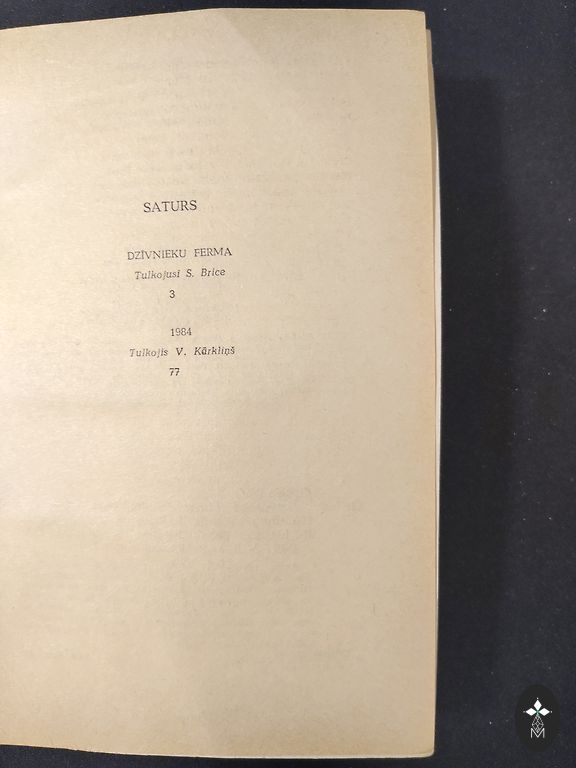 SATURS
DZĪVNIEKU FERMA
Tulkojusi S. Brice
3
1984
Tulkojis V. Kārkliņš
77
M